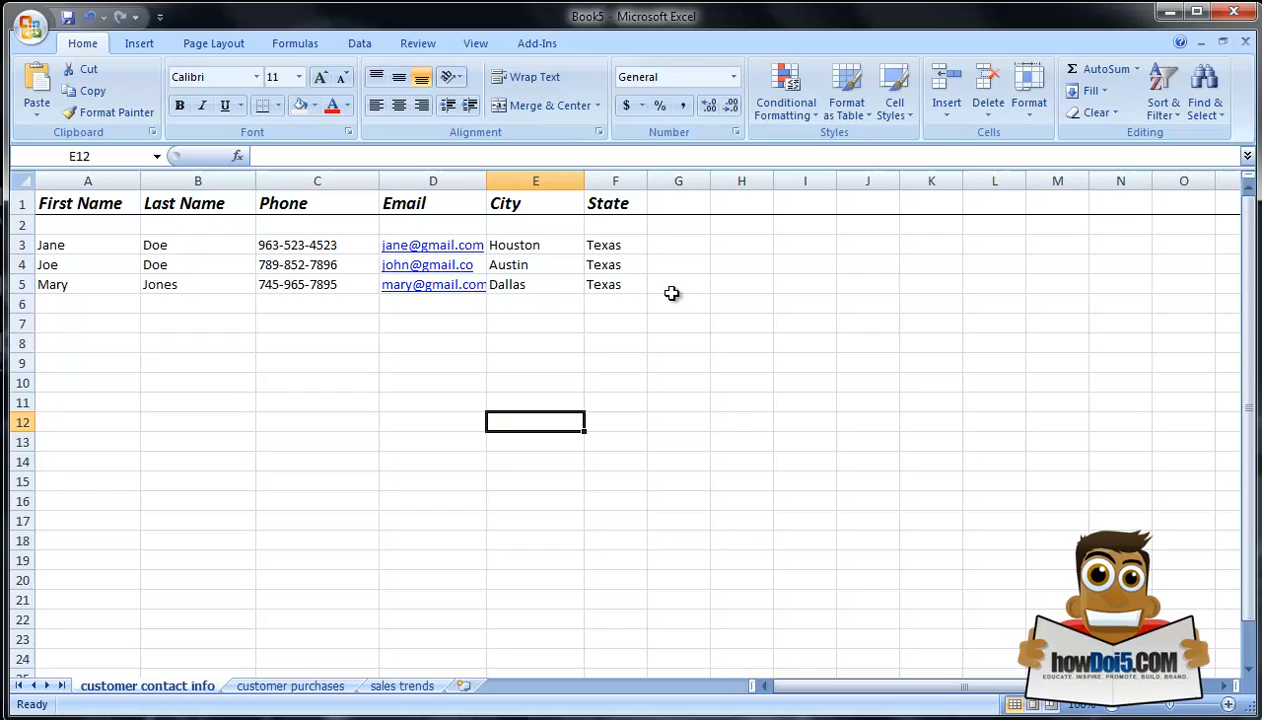 Book5 - Microsoft Excel
Home Insert Page Layout Formulas Data Review View Add-Ins
Paste
Cut
Copy
Format Painter
Clipboard
Calibri 11
B I U
Font
Wrap Text
Merge & Center
Alignment
General
$ % ,
Number
Conditional Formatting
Format as Table
Cell Styles
Styles
Insert Delete Format
Cells
AutoSum
Fill
Clear
Sort & Filter
Find & Select
Editing
E12 fx
A B C D E F G H I J K L M N O
1 First Name Last Name Phone Email City State
2
3 Jane Doe 963-523-4523 jane@gmail.com Houston Texas
4 Joe Doe 789-852-7896 john@gmail.co Austin Texas
5 Mary Jones 745-965-7895 mary@gmail.com Dallas Texas
6
7
8
9
10
11
12
13
14
15
16
17
18
19
20
21
22
23
24
howDoi5.COM
EDUCATE. INSPIRE. PROMOTE. BUILD. BRAND.
customer contact info customer purchases sales trends
Ready 100%